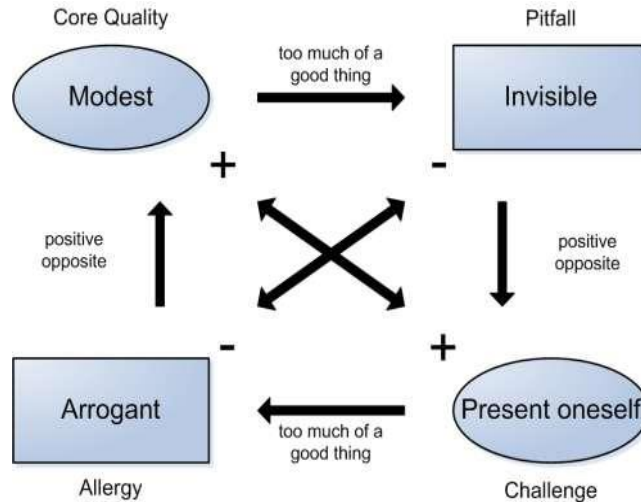 Core Quality
Pitfall
Modest
too much of a
good thing
Invisible
+
-
positive
opposite
positive
opposite
-
+
Arrogant
too much of a
good thing
Present oneself
Allergy
Challenge